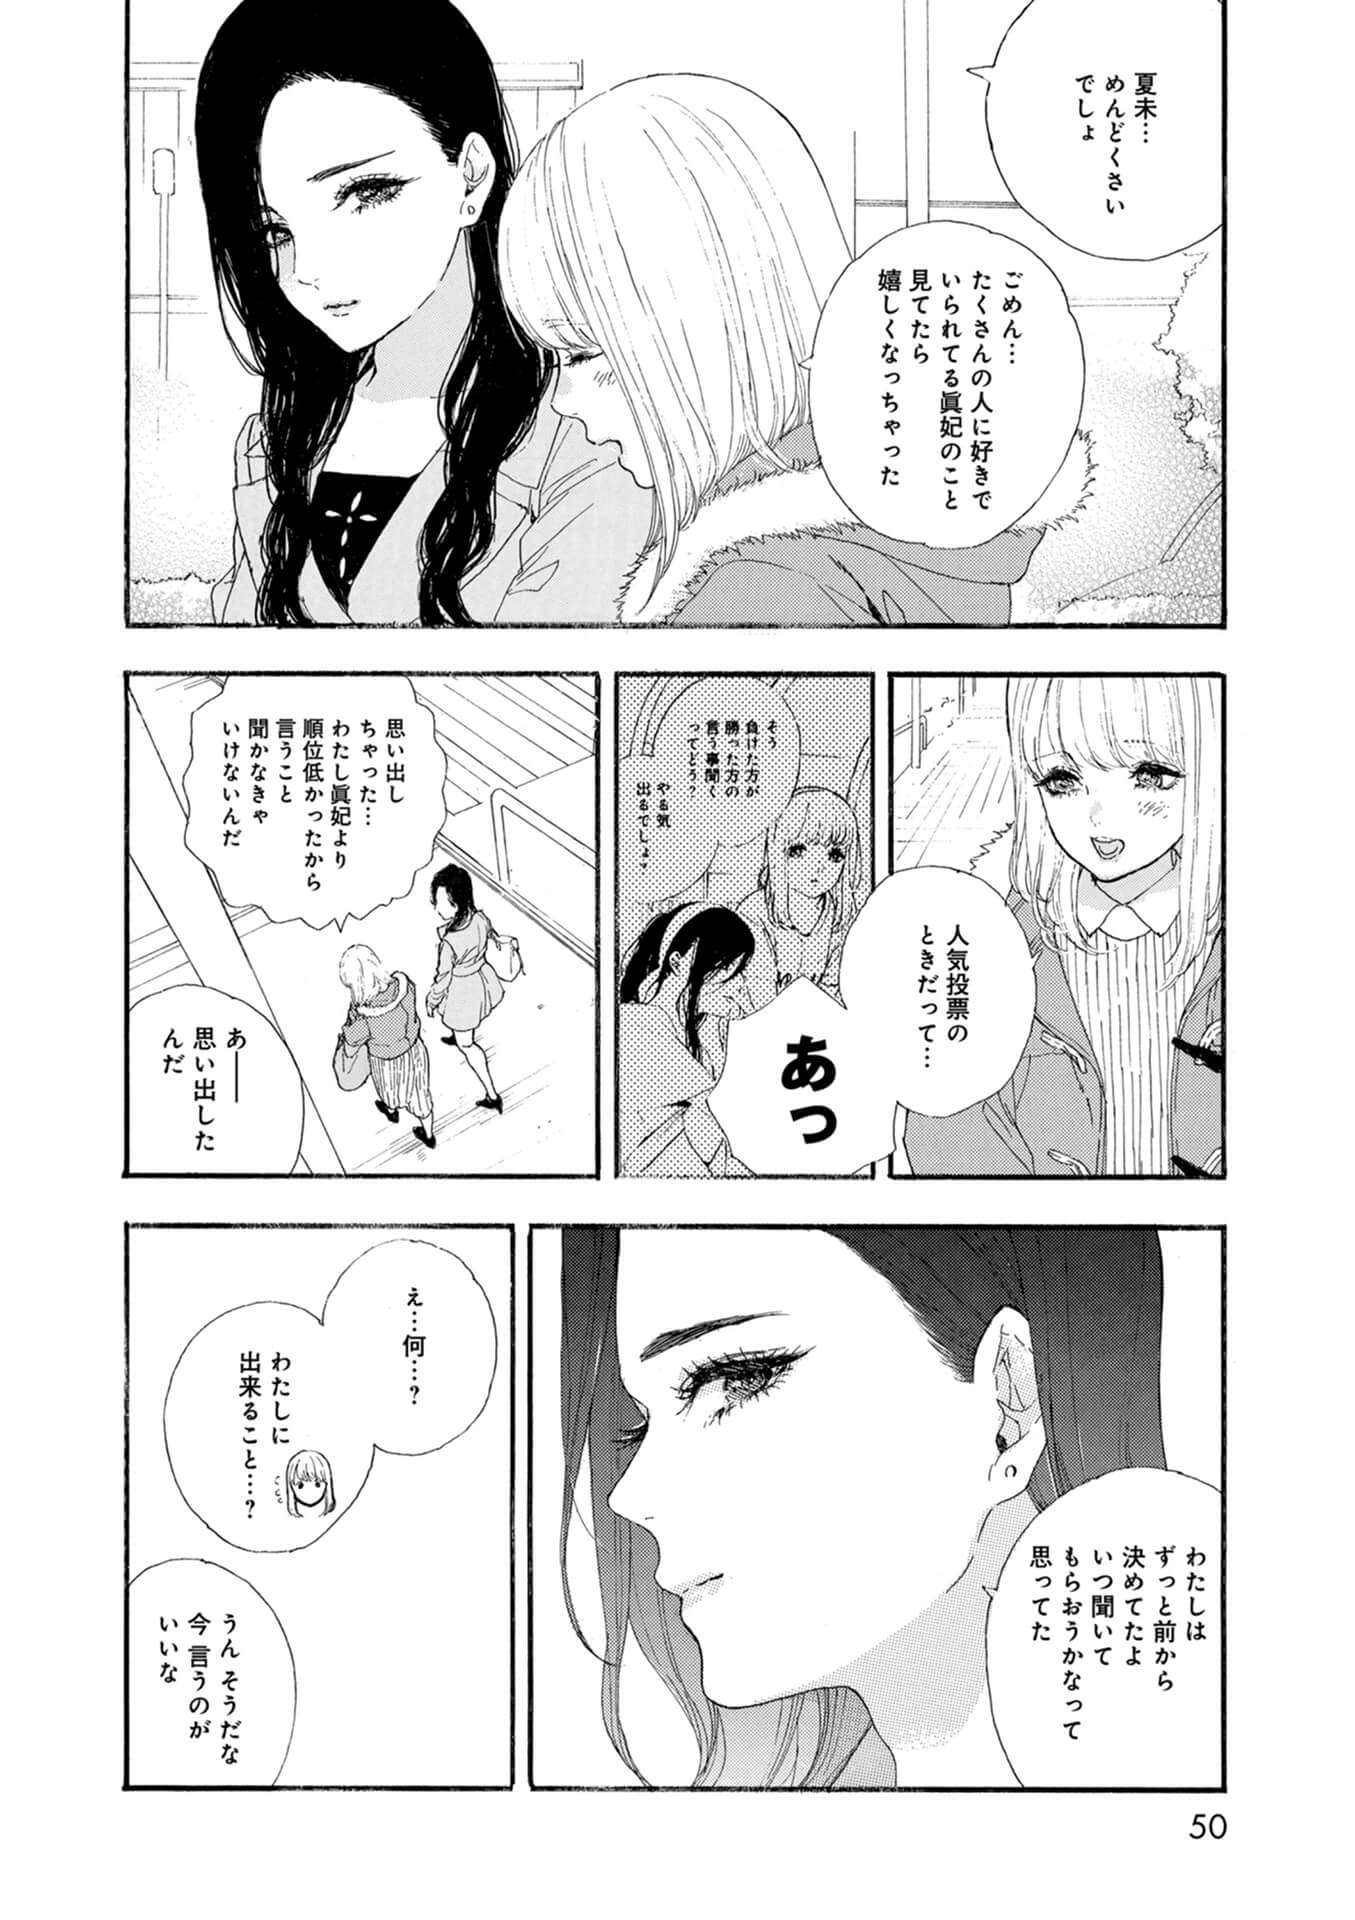 夏未…
めんどくさい
でしょ
ごめん…
たくさんの人に好きで
いられてる眞妃のこと
見てたら
嬉しくなっちゃった
人気投票の
ときだって…
そう
負けた方が
勝った方の
言う事聞く
ってどう？
やる気
出るでしょ？
あっ
思い出し
ちゃった…
わたし眞妃より
順位低かったから
言うこと
聞かなきゃ
いけないんだ
あ――
思い出した
んだ
わたしは
ずっと前から
決めてたよ
いつ聞いて
もらおうかなって
思ってた
え…何…？
わたしに
出来ること…？
うん そうだな
今 言うのが
いいな
50